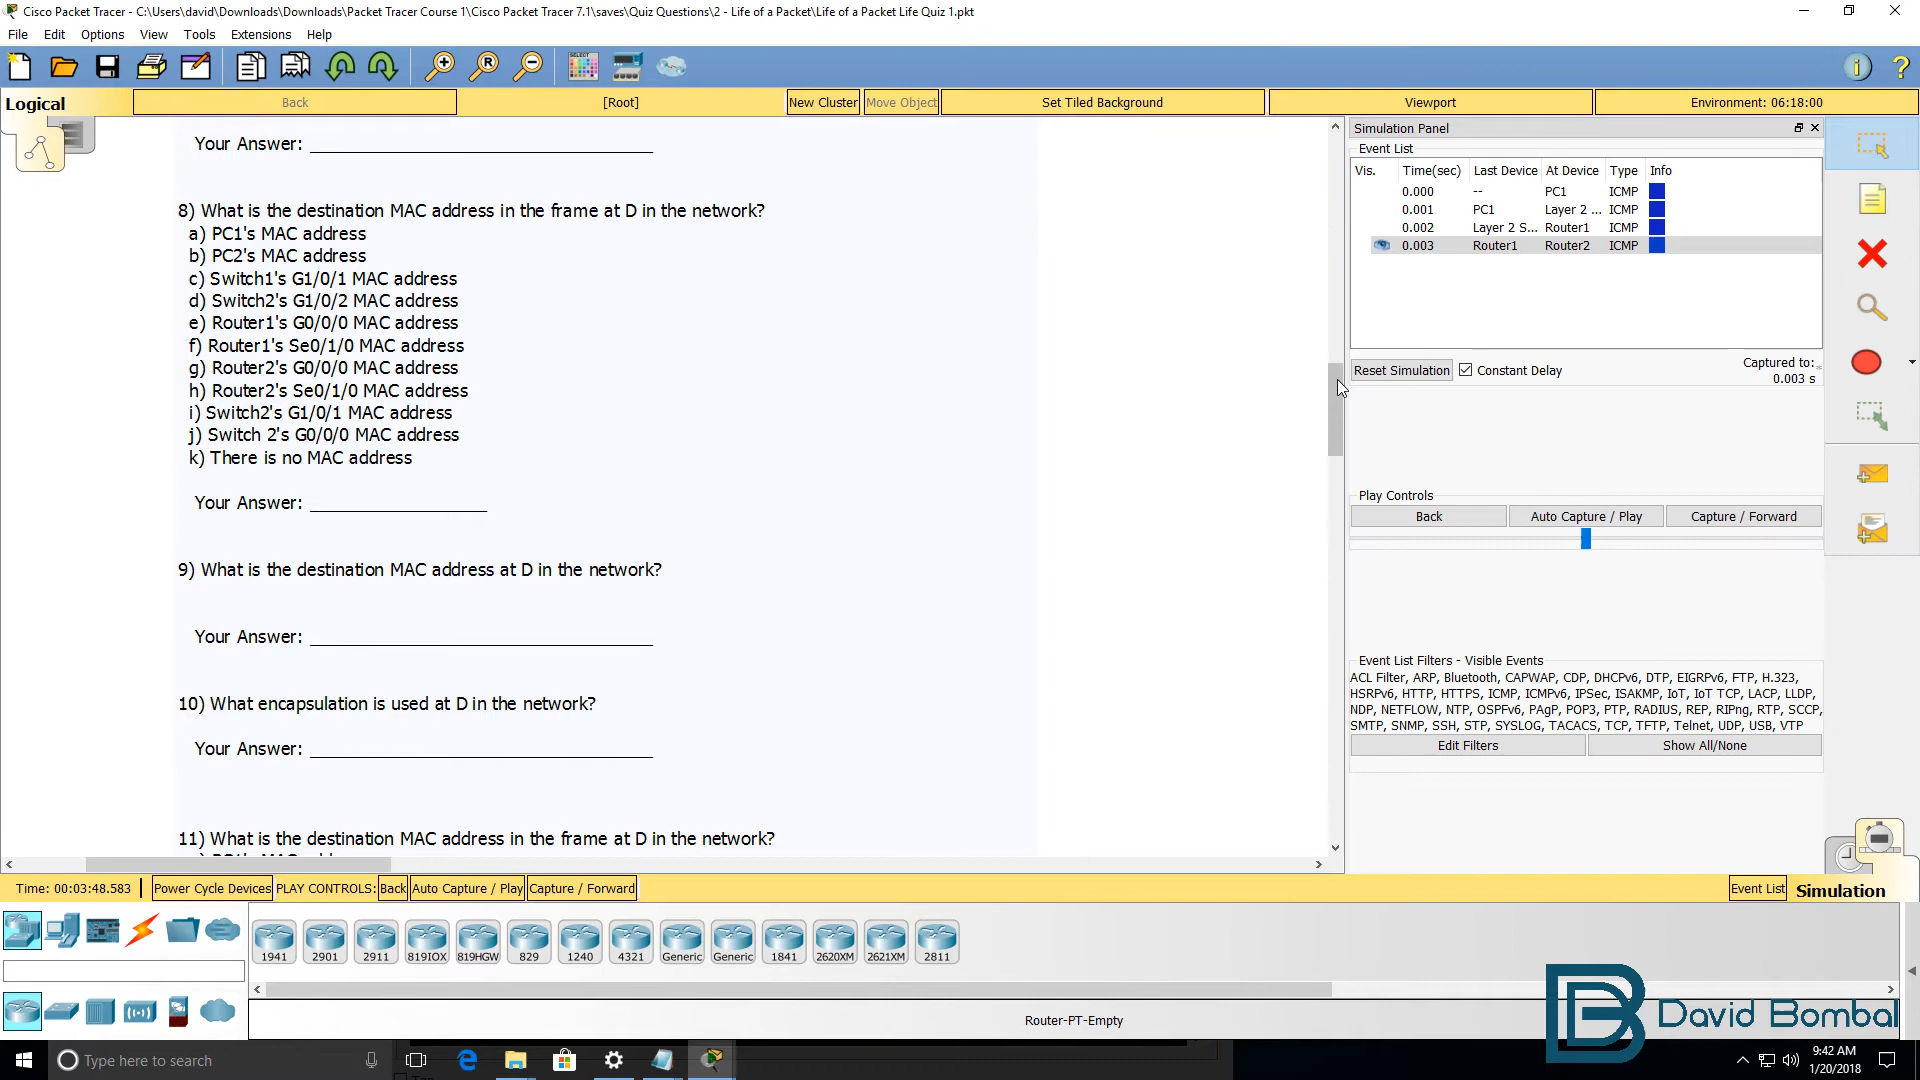 Cisco Packet Tracer - C:\Users\david\Downloads\Downloads\Packet Tracer Course 1\Cisco Packet Tracer 7.1\saves\Quiz Questions\2 - Life of a Packet\Life of a Packet Life Quiz 1.pkt
File Edit Options View Tools Extensions Help
Logical Back [Root] New Cluster Move Object Set Tiled Background Viewport Environment: 06:18:00
Your Answer:
8) What is the destination MAC address in the frame at D in the network?
a) PC1's MAC address
b) PC2's MAC address
c) Switch1's G1/0/1 MAC address
d) Switch2's G1/0/2 MAC address
e) Router1's G0/0/0 MAC address
f) Router1's Se0/1/0 MAC address
g) Router2's G0/0/0 MAC address
h) Router2's Se0/1/0 MAC address
i) Switch2's G1/0/1 MAC address
j) Switch 2's G0/0/0 MAC address
k) There is no MAC address
Your Answer:
9) What is the destination MAC address at D in the network?
Your Answer:
10) What encapsulation is used at D in the network?
Your Answer:
11) What is the destination MAC address in the frame at D in the network?
Simulation Panel
Event List
Vis. Time(sec) Last Device At Device Type Info
0.000 -- PC1 ICMP
0.001 PC1 Layer 2 ... ICMP
0.002 Layer 2 S... Router1 ICMP
0.003 Router1 Router2 ICMP
Reset Simulation Constant Delay Captured to:
0.003 s
Play Controls
Back Auto Capture / Play Capture / Forward
Event List Filters - Visible Events
ACL Filter, ARP, Bluetooth, CAPWAP, CDP, DHCPv6, DTP, EIGRPv6, FTP, H.323,
HSRPv6, HTTP, HTTPS, ICMP, ICMPv6, IPSec, ISAKMP, IoT, IoT TCP, LACP, LLDP,
NDP, NETFLOW, NTP, OSPFv6, PAgP, POP3, PTP, RADIUS, REP, RIPng, RTP, SCCP,
SMTP, SNMP, SSH, STP, SYSLOG, TACACS, TCP, TFTP, Telnet, UDP, USB, VTP
Edit Filters Show All/None
Time: 00:03:48.583 Power Cycle Devices PLAY CONTROLS: Back Auto Capture / Play Capture / Forward Event List Simulation
1941 2901 2911 819IOX 819HGW 829 1240 4321 Generic Generic 1841 2620XM 2621XM 2811
Router-PT-Empty
David Bombal
Type here to search
9:42 AM
1/20/2018